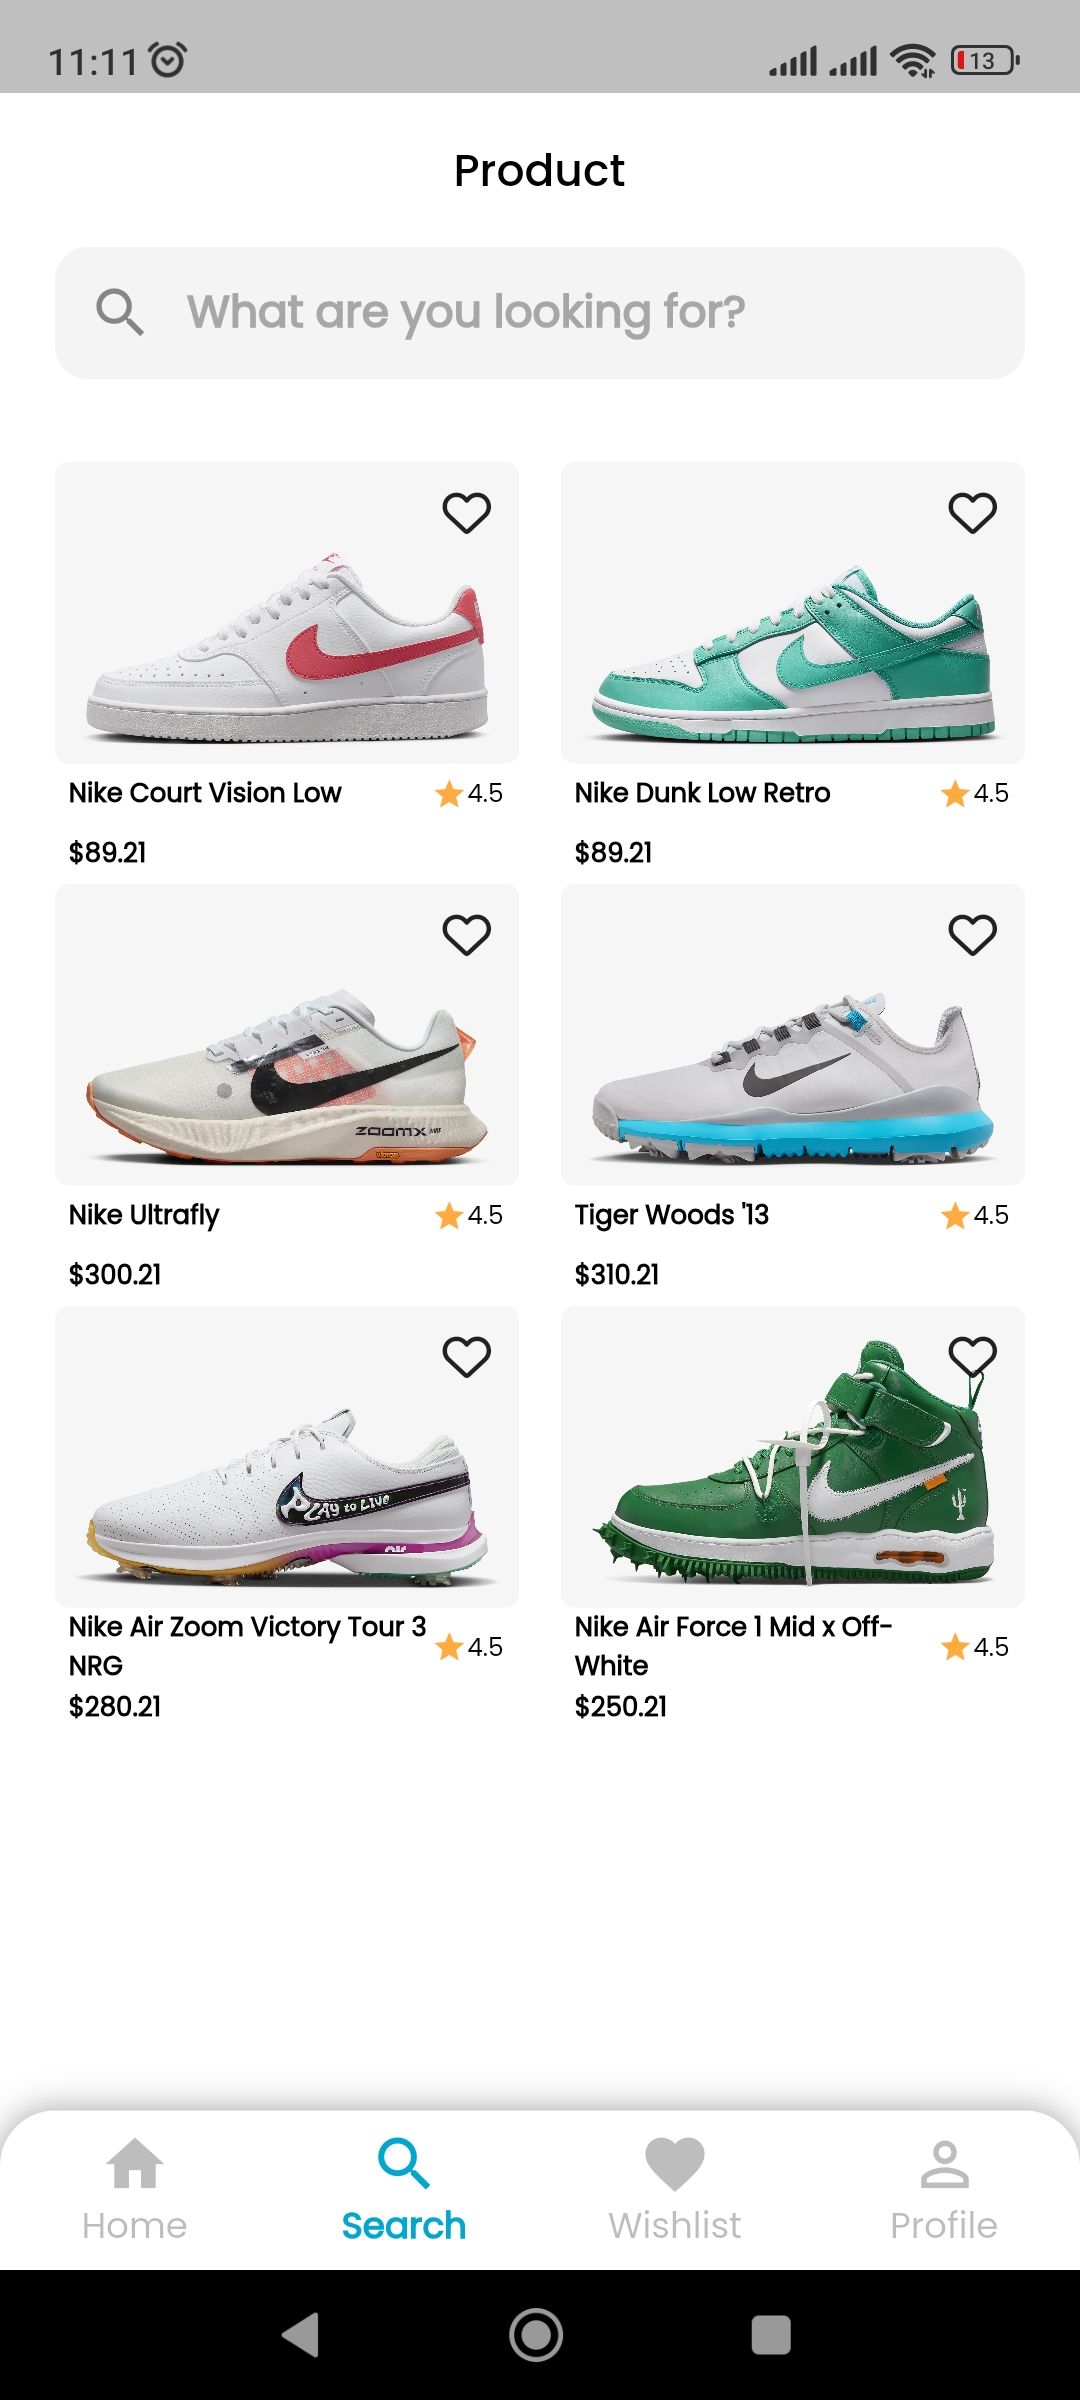 11:11
13
Product
What are you looking for?
Nike Court Vision Low
4.5
$89.21
Nike Dunk Low Retro
4.5
$89.21
ZOOMX
Nike Ultrafly
4.5
$300.21
Tiger Woods '13
4.5
$310.21
PLAY to LIVE
Nike Air Zoom Victory Tour 3
NRG
4.5
$280.21
Nike Air Force 1 Mid x Off-
White
4.5
$250.21
Home
Search
Wishlist
Profile